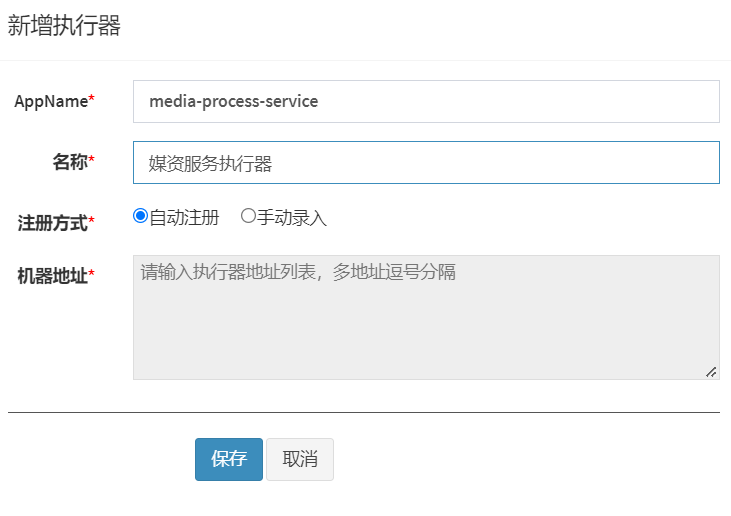 新增执行器
AppName* media-process-service
名称* 媒资服务执行器
注册方式* 自动注册 手动录入
机器地址* 请输入执行器地址列表，多地址逗号分隔
保存 取消